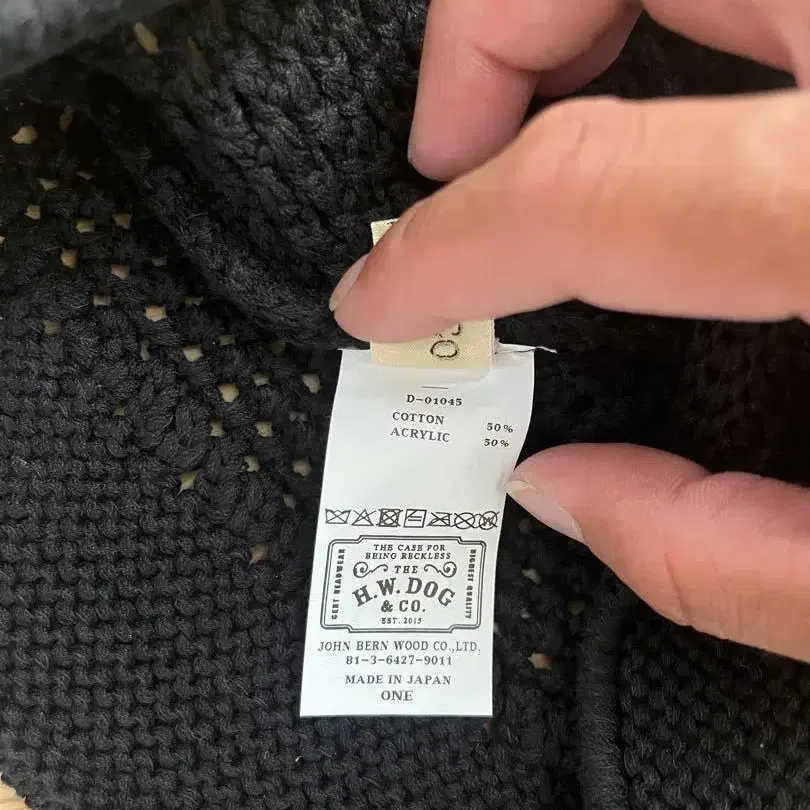 D-01045
COTTON 50%
ACRYLIC 50%
THE CASE FOR
BEING RECKLESS
GENT HEADWEAR
HIGHEST QUALITY
THE
H.W.DOG
& CO.
EST. 2015
JOHN BERN WOOD CO.,LTD.
81-3-6427-9011
MADE IN JAPAN
ONE